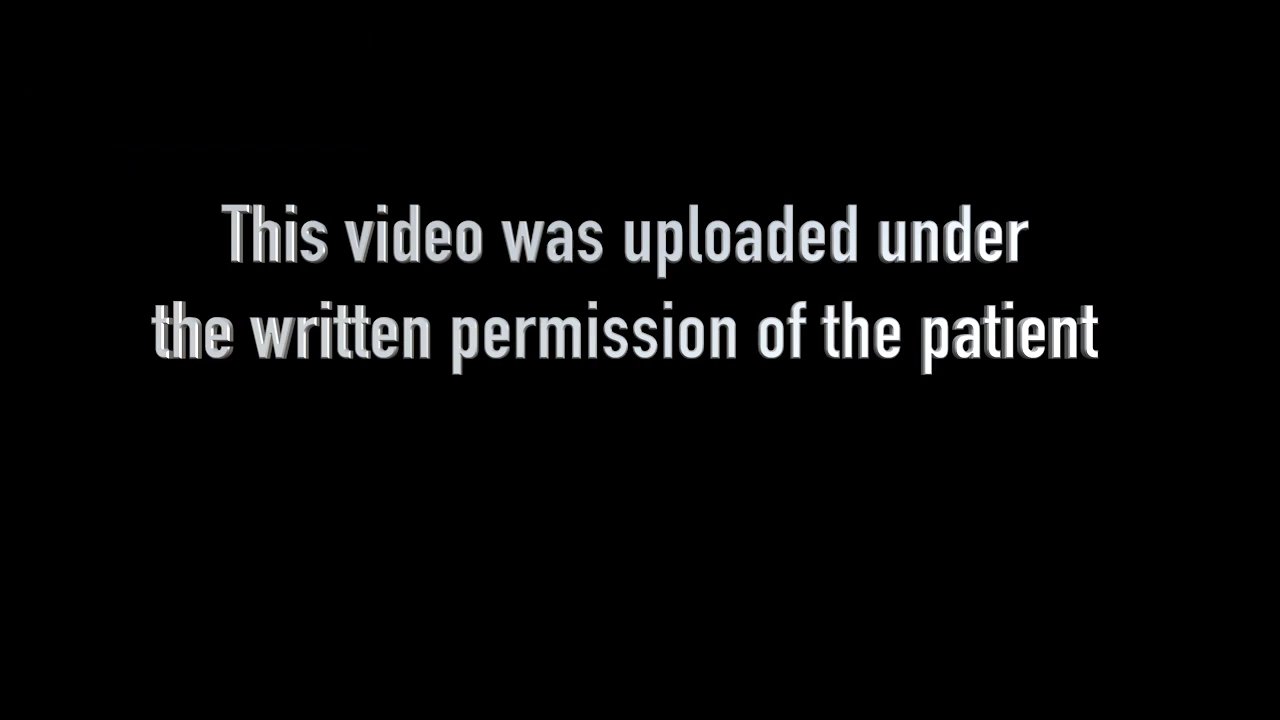 This video was uploaded under
the written permission of the patient